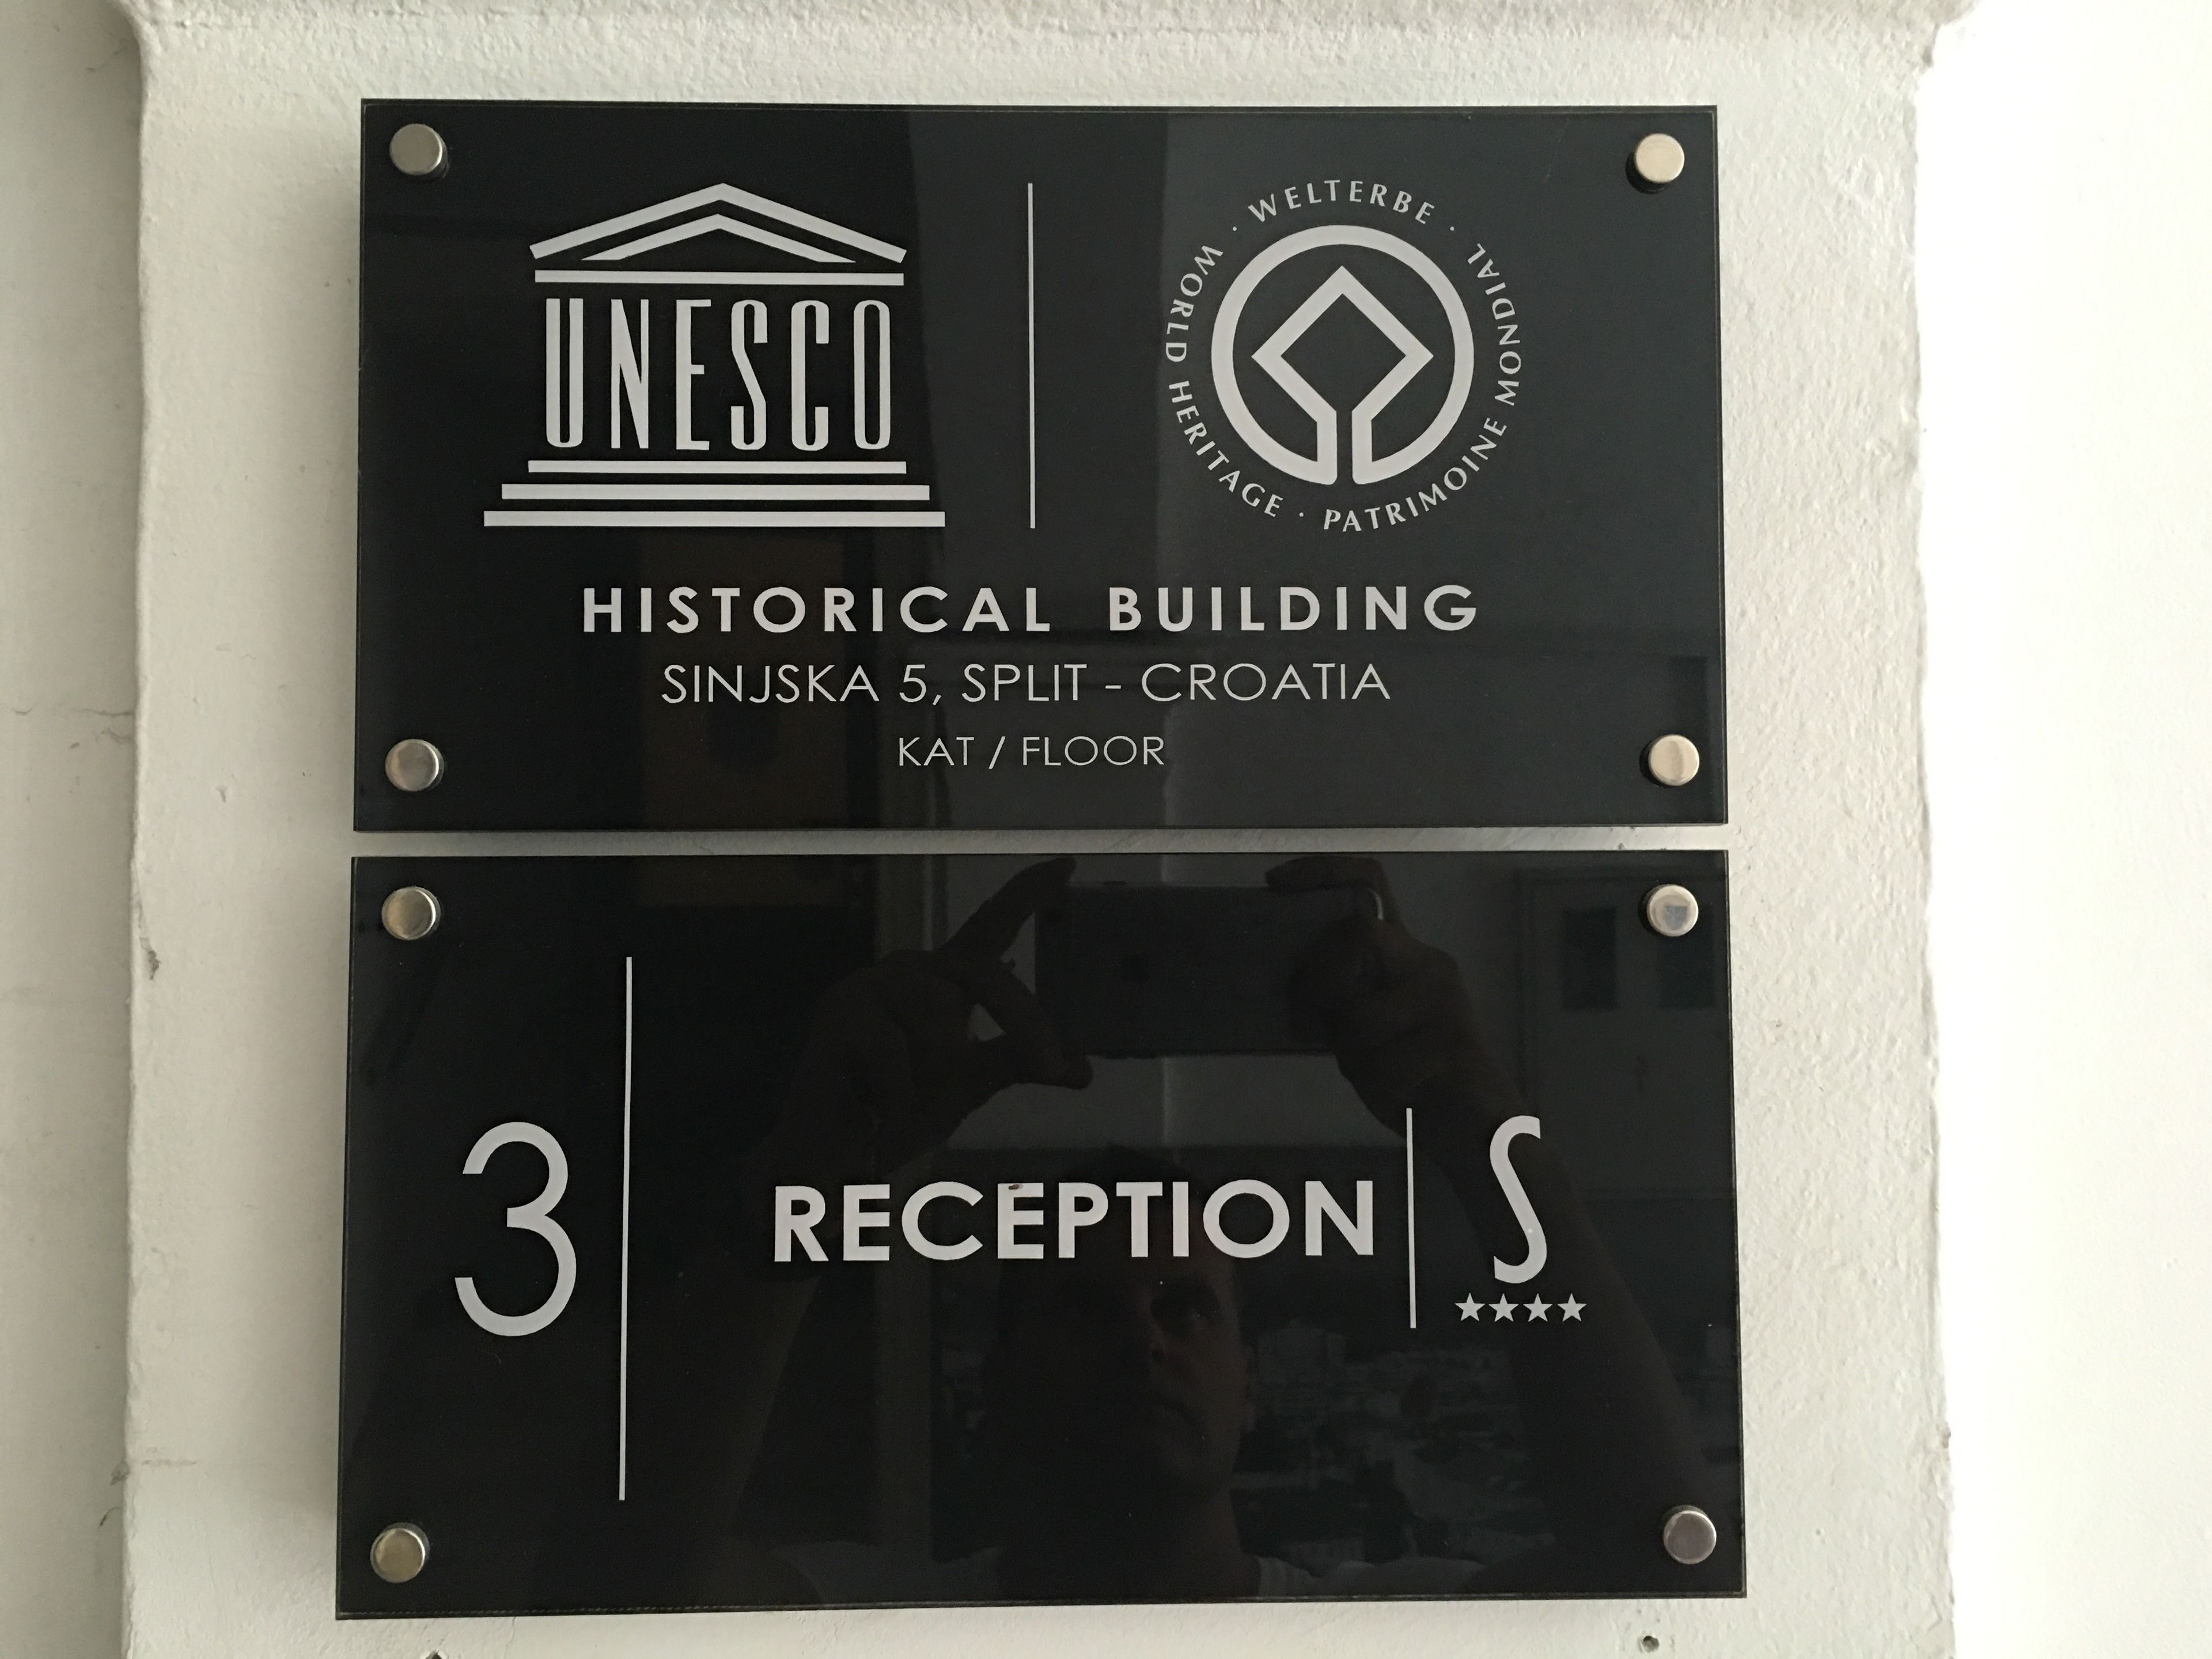 UNESCO
WORLD HERITAGE · PATRIMOINE MONDIAL · WELTERBE ·
HISTORICAL BUILDING
SINJSKA 5, SPLIT - CROATIA
KAT / FLOOR
3
RECEPTION
S
★★★★